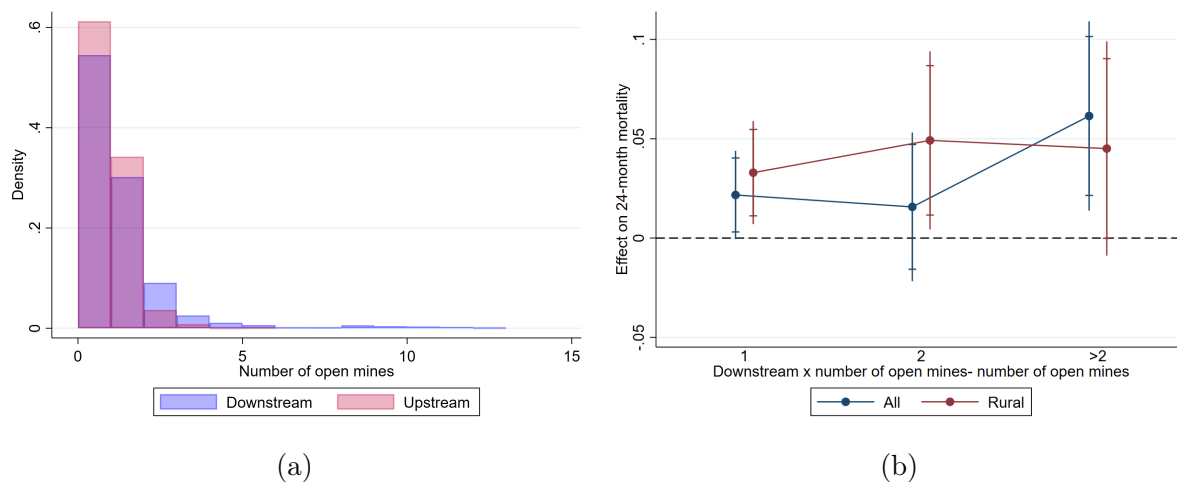 Density
0
.2
.4
.6
0
5
10
15
Number of open mines
Downstream
Upstream
(a)
Effect on 24-month mortality
-.05
0
.05
.1
1
2
>2
Downstream x number of open mines- number of open mines
All
Rural
(b)